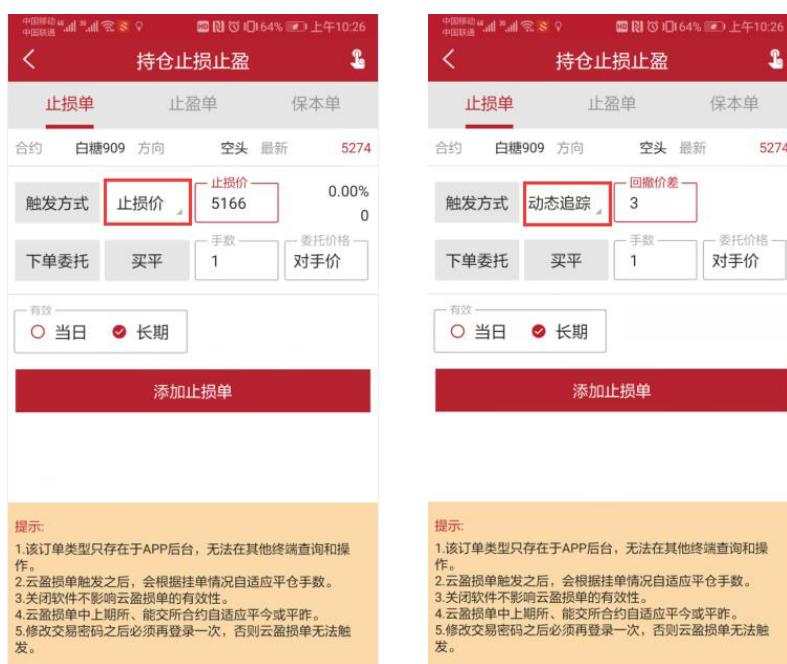 中国移动 4G 36 HD 64% 上午10:26
中国联通
持仓止损止盈
止损单 止盈单 保本单
合约 白糖909 方向 空头 最新 5274
触发方式 止损价 止损价 5166 0.00%
0
下单委托 买平 手数 1 委托价格 对手价
有效
当日 长期
添加止损单
提示:
1.该订单类型只存在于APP后台，无法在其他终端查询和操
作。
2.云盈损单触发之后，会根据挂单情况自适应平仓手数。
3.关闭软件不影响云盈损单的有效性。
4.云盈损单中上期所、能交所合约自适应平今或平昨。
5.修改交易密码之后必须再登录一次，否则云盈损单无法触
发。
中国移动 4G 36 HD 64% 上午10:26
中国联通
持仓止损止盈
止损单 止盈单 保本单
合约 白糖909 方向 空头 最新 5274
触发方式 动态追踪 回撤价差 3
下单委托 买平 手数 1 委托价格 对手价
有效
当日 长期
添加止损单
提示:
1.该订单类型只存在于APP后台，无法在其他终端查询和操
作。
2.云盈损单触发之后，会根据挂单情况自适应平仓手数。
3.关闭软件不影响云盈损单的有效性。
4.云盈损单中上期所、能交所合约自适应平今或平昨。
5.修改交易密码之后必须再登录一次，否则云盈损单无法触
发。